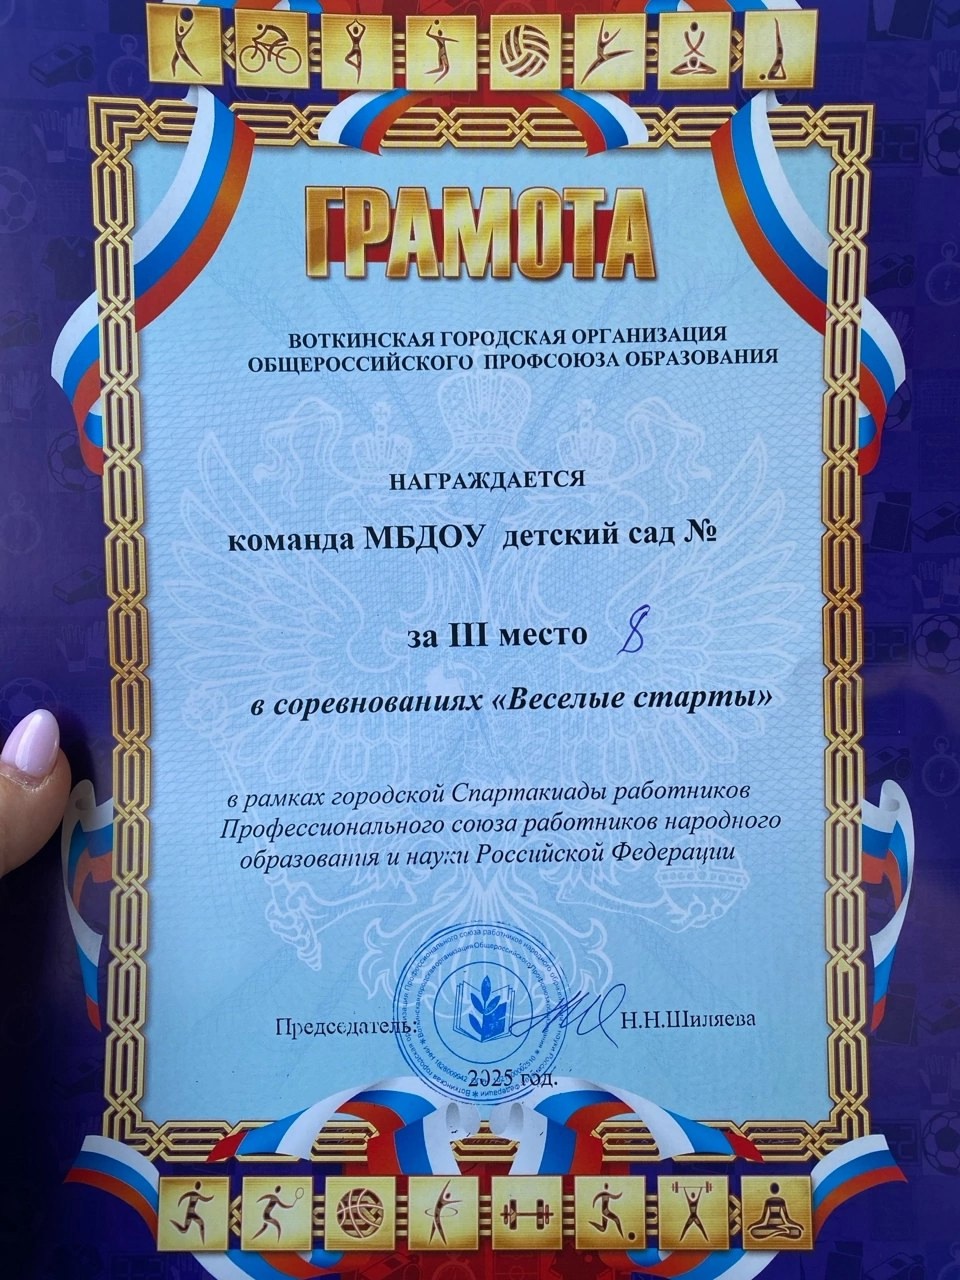 ГРАМОТА
ВОТКИНСКАЯ ГОРОДСКАЯ ОРГАНИЗАЦИЯ
ОБЩЕРОССИЙСКОГО ПРОФСОЮЗА ОБРАЗОВАНИЯ
НАГРАЖДАЕТСЯ
команда МБДОУ детский сад №
за III место 8
в соревнованиях «Веселые старты»
в рамках городской Спартакиады работников
Профессионального союза работников народного
образования и науки Российской Федерации
Председатель: Н.Н.Шиляева
2025 год.